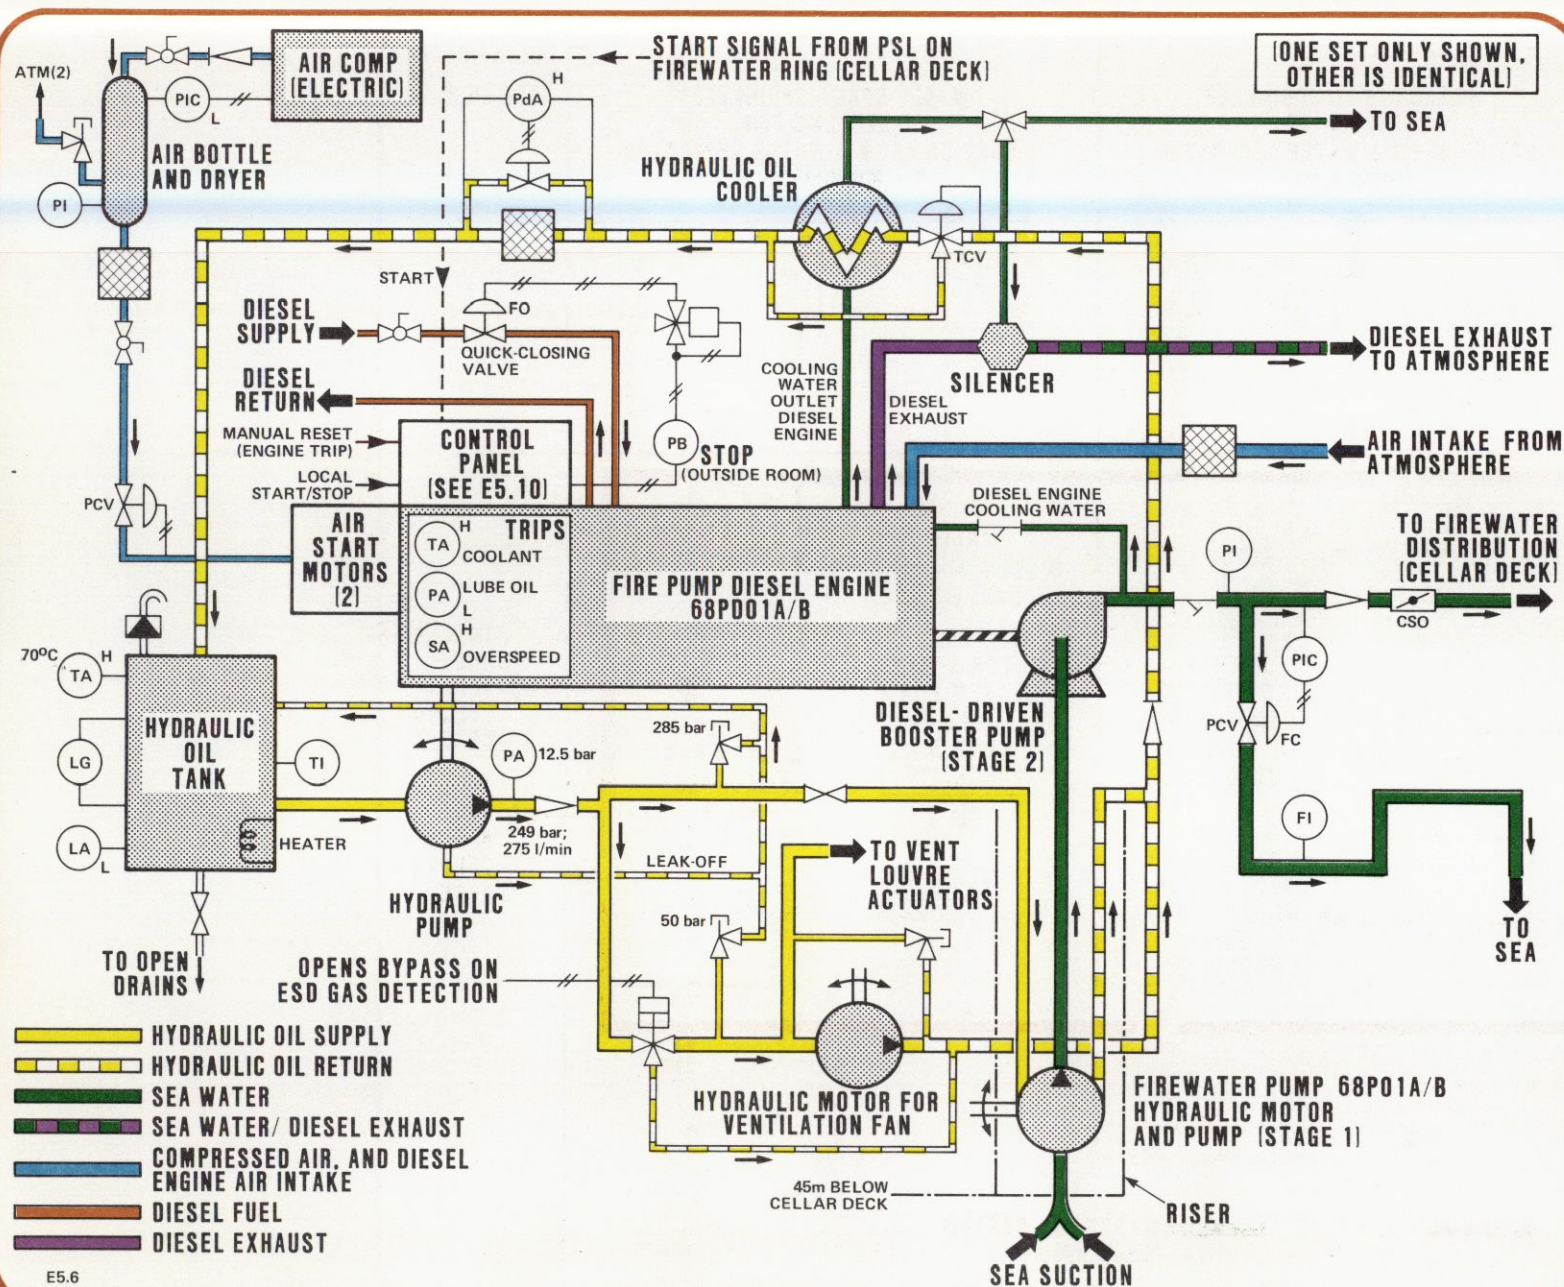 START SIGNAL FROM PSL ON
FIREWATER RING (CELLAR DECK)
(ONE SET ONLY SHOWN,
OTHER IS IDENTICAL)
AIR COMP
(ELECTRIC)
ATM(2)
PIC
L
PdA
H
TO SEA
AIR BOTTLE
AND DRYER
PI
HYDRAULIC OIL
COOLER
TCV
START
DIESEL
SUPPLY
FO
QUICK-CLOSING
VALVE
DIESEL
RETURN
COOLING
WATER
OUTLET
DIESEL
ENGINE
DIESEL
EXHAUST
SILENCER
DIESEL EXHAUST
TO ATMOSPHERE
MANUAL RESET
(ENGINE TRIP)
LOCAL
START/STOP
CONTROL
PANEL
(SEE E5.10)
PB
STOP
(OUTSIDE ROOM)
AIR INTAKE FROM
ATMOSPHERE
DIESEL ENGINE
COOLING WATER
PCV
AIR
START
MOTORS
(2)
TRIPS
TA
H
COOLANT
PA
L
LUBE OIL
SA
H
OVERSPEED
FIRE PUMP DIESEL ENGINE
68PD01A/B
PI
TO FIREWATER
DISTRIBUTION
(CELLAR DECK)
CSO
PIC
PCV
FC
70°C
TA
H
LG
LA
L
HYDRAULIC
OIL
TANK
TI
HEATER
PA
12.5 bar
249 bar;
275 l/min
285 bar
DIESEL-DRIVEN
BOOSTER PUMP
(STAGE 2)
FI
LEAK-OFF
HYDRAULIC
PUMP
TO VENT
LOUVRE
ACTUATORS
50 bar
TO
SEA
TO OPEN
DRAINS
OPENS BYPASS ON
ESD GAS DETECTION
HYDRAULIC MOTOR FOR
VENTILATION FAN
FIREWATER PUMP 68P01A/B
HYDRAULIC MOTOR
AND PUMP (STAGE 1)
45m BELOW
CELLAR DECK
RISER
SEA SUCTION
HYDRAULIC OIL SUPPLY
HYDRAULIC OIL RETURN
SEA WATER
SEA WATER/ DIESEL EXHAUST
COMPRESSED AIR, AND DIESEL
ENGINE AIR INTAKE
DIESEL FUEL
DIESEL EXHAUST
E5.6